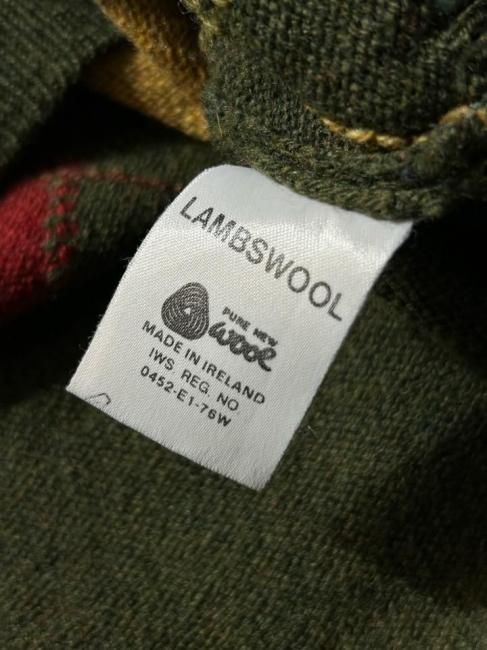 LAMBSWOOL
PURE NEW
wool
MADE IN IRELAND
IWS REG. NO
0452-E1-76W